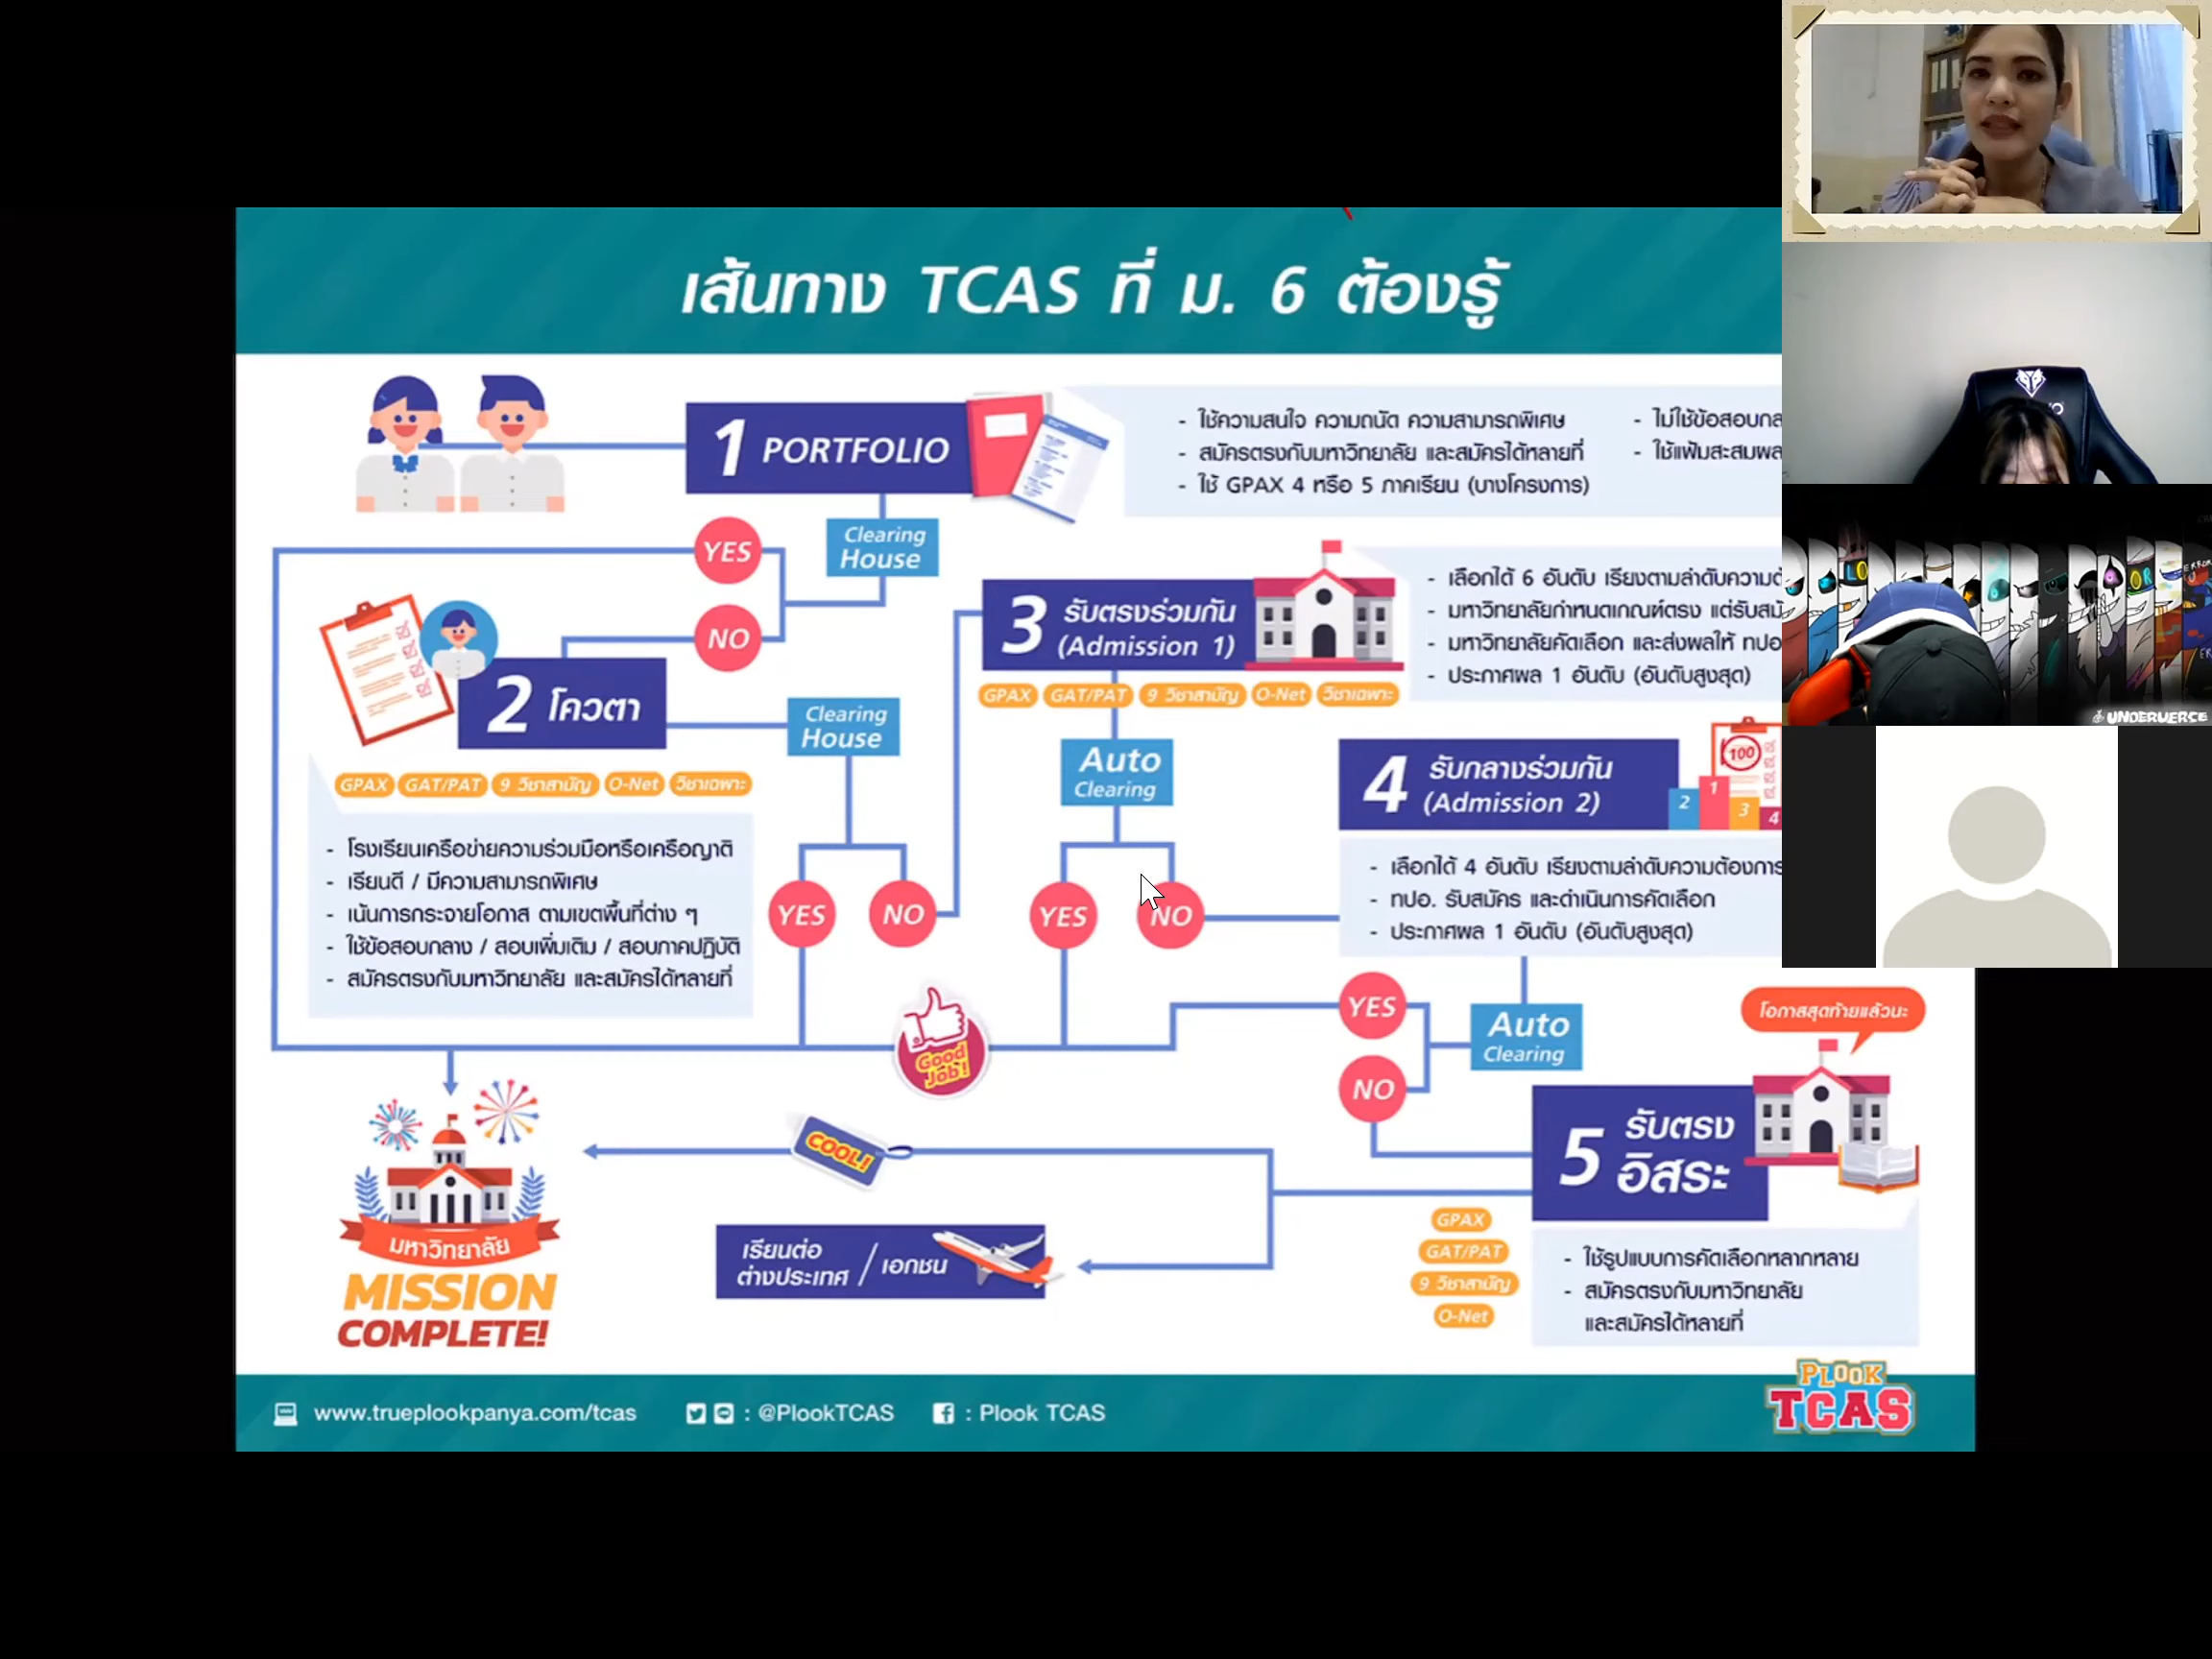 เส้นทาง TCAS ที่ ม. 6 ต้องรู้
1 PORTFOLIO
- ใช้ความสนใจ ความถนัด ความสามารถพิเศษ
- สมัครตรงกับมหาวิทยาลัย และสมัครได้หลายที่
- ใช้ GPAX 4 หรือ 5 ภาคเรียน (บางโครงการ)
- ไม่ใช้ข้อสอบกล
- ใช้แฟ้มสะสมผล
Clearing
House
YES
NO
2 โควตา
GPAX GAT/PAT 9 วิชาสามัญ O-Net วิชาเฉพาะ
- โรงเรียนเครือข่ายความร่วมมือหรือเครือญาติ
- เรียนดี / มีความสามารถพิเศษ
- เน้นการกระจายโอกาส ตามเขตพื้นที่ต่าง ๆ
- ใช้ข้อสอบกลาง / สอบเพิ่มเติม / สอบภาคปฏิบัติ
- สมัครตรงกับมหาวิทยาลัย และสมัครได้หลายที่
Clearing
House
YES
NO
3 รับตรงร่วมกัน
(Admission 1)
GPAX GAT/PAT 9 วิชาสามัญ O-Net วิชาเฉพาะ
- เลือกได้ 6 อันดับ เรียงตามลำดับความต้
- มหาวิทยาลัยกำหนดเกณฑ์ตรง แต่รับสมั
- มหาวิทยาลัยคัดเลือก และส่งผลให้ ทปอ
- ประกาศผล 1 อันดับ (อันดับสูงสุด)
Auto
Clearing
YES
NO
4 รับกลางร่วมกัน
(Admission 2)
100
2 1 3 4
- เลือกได้ 4 อันดับ เรียงตามลำดับความต้องการ
- ทปอ. รับสมัคร และดำเนินการคัดเลือก
- ประกาศผล 1 อันดับ (อันดับสูงสุด)
Auto
Clearing
YES
NO
Good
Job!
โอกาสสุดท้ายแล้วนะ
5 รับตรง
อิสระ
GPAX
GAT/PAT
9 วิชาสามัญ
O-Net
- ใช้รูปแบบการคัดเลือกหลากหลาย
- สมัครตรงกับมหาวิทยาลัย
และสมัครได้หลายที่
COOL!
เรียนต่อ
ต่างประเทศ / เอกชน
มหาวิทยาลัย
MISSION
COMPLETE!
www.trueplookpanya.com/tcas
: @PlookTCAS
: Plook TCAS
PLOOK
TCAS
UNDERVERCE